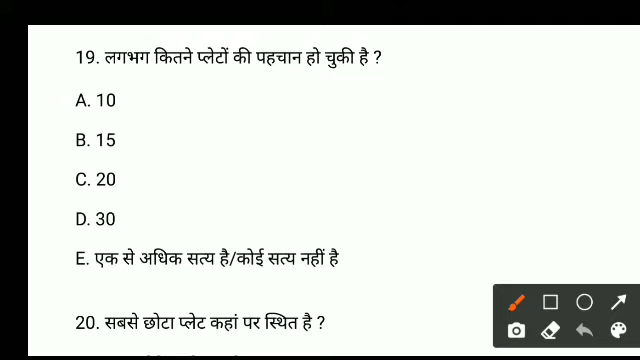 19. लगभग कितने प्लेटों की पहचान हो चुकी है ?
A. 10
B. 15
C. 20
D. 30
E. एक से अधिक सत्य है/कोई सत्य नहीं है
20. सबसे छोटा प्लेट कहां पर स्थित है ?